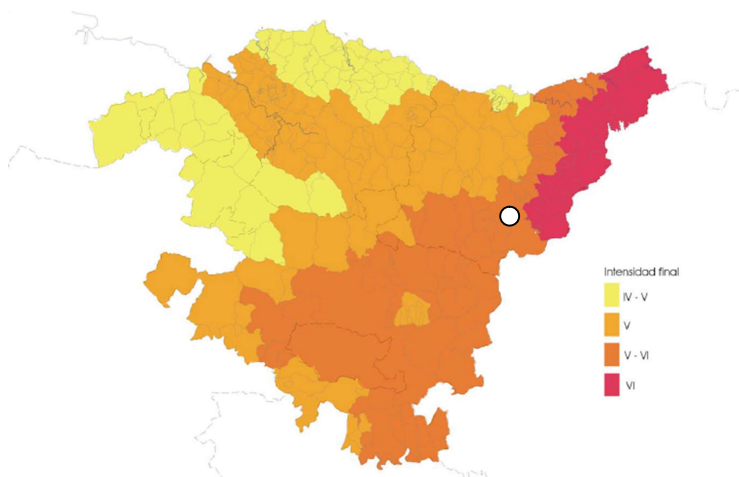 Intensidad final
IV - V
V
V - VI
VI